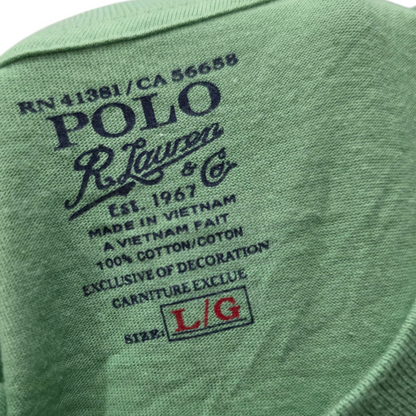 RN 41381/CA 56658
POLO
R. Lauren
& Co.
Est. 1967
MADE IN VIETNAM
A VIETNAM FAIT
100% COTTON/COTON
EXCLUSIVE OF DECORATION
CARNITURE EXCLUE
SIZE: L/G